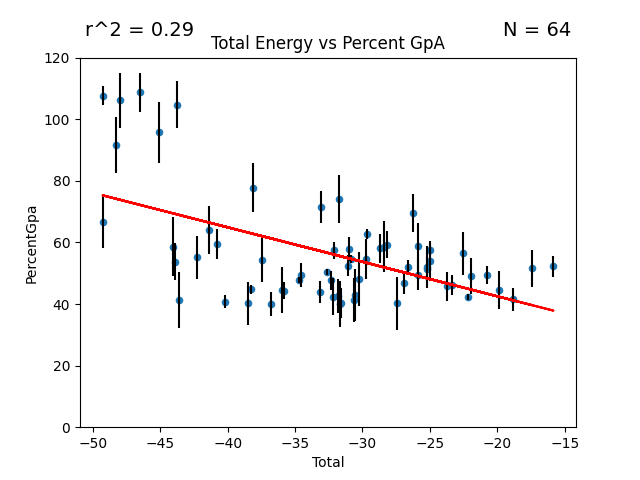 r^2 = 0.29
N = 64
Total Energy vs Percent GpA
120
100
80
60
40
20
0
PercentGpa
−50 −45 −40 −35 −30 −25 −20 −15
Total